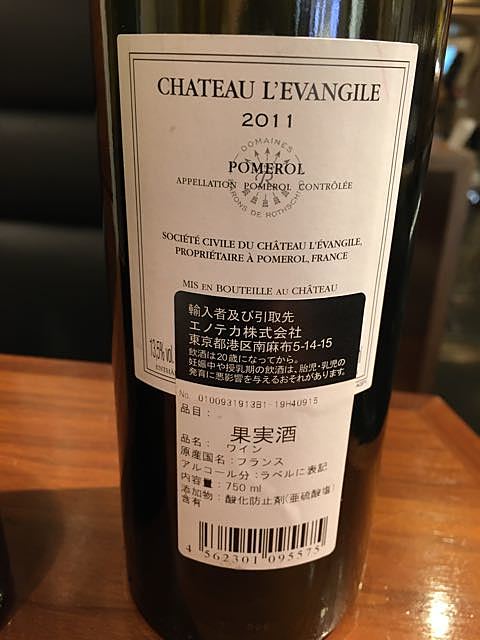 CHATEAU L'EVANGILE
2011
DOMAINES
POMEROL
APPELLATION POMEROL CONTRÔLÉE
BARONS DE ROTHSCHILD
SOCIÉTÉ CIVILE DU CHÂTEAU L'ÉVANGILE,
PROPRIÉTAIRE À POMEROL, FRANCE
MIS EN BOUTEILLE AU CHÂTEAU
13,5% vol.
輸入者及び引取先
エノテカ株式会社
東京都港区南麻布5-14-15
飲酒は20歳になってから。
妊娠中や授乳期の飲酒は、胎児・乳児の
発育に悪影響を与えるおそれがあります。
No. 0100931913B1-19H40915
品目：
果実酒
品名： ワイン
原産国名：フランス
アルコール分：ラベルに表記
内容量：750 ml
添加物：酸化防止剤(亜硫酸塩)
含有
4 562301 095575